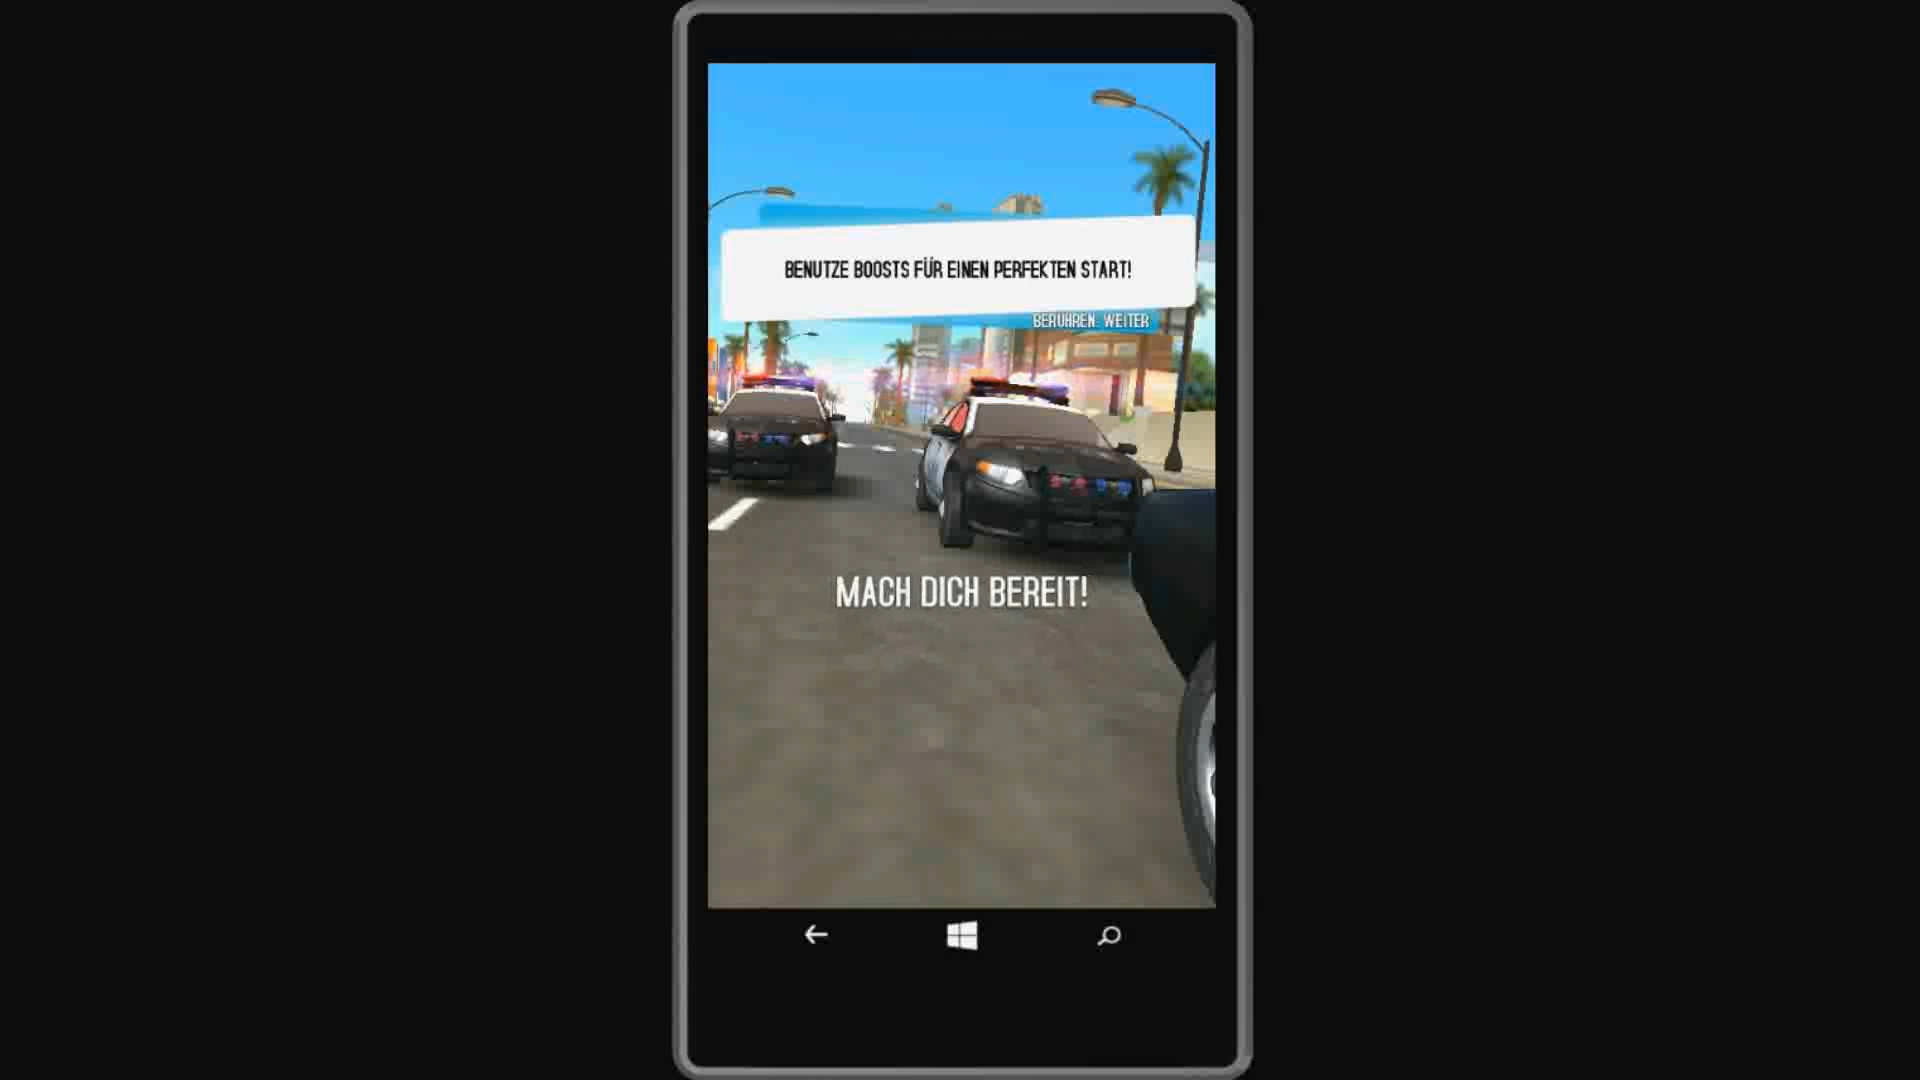 BENUTZE BOOSTS FÜR EINEN PERFEKTEN START!
BERÜHREN: WEITER
MACH DICH BEREIT!